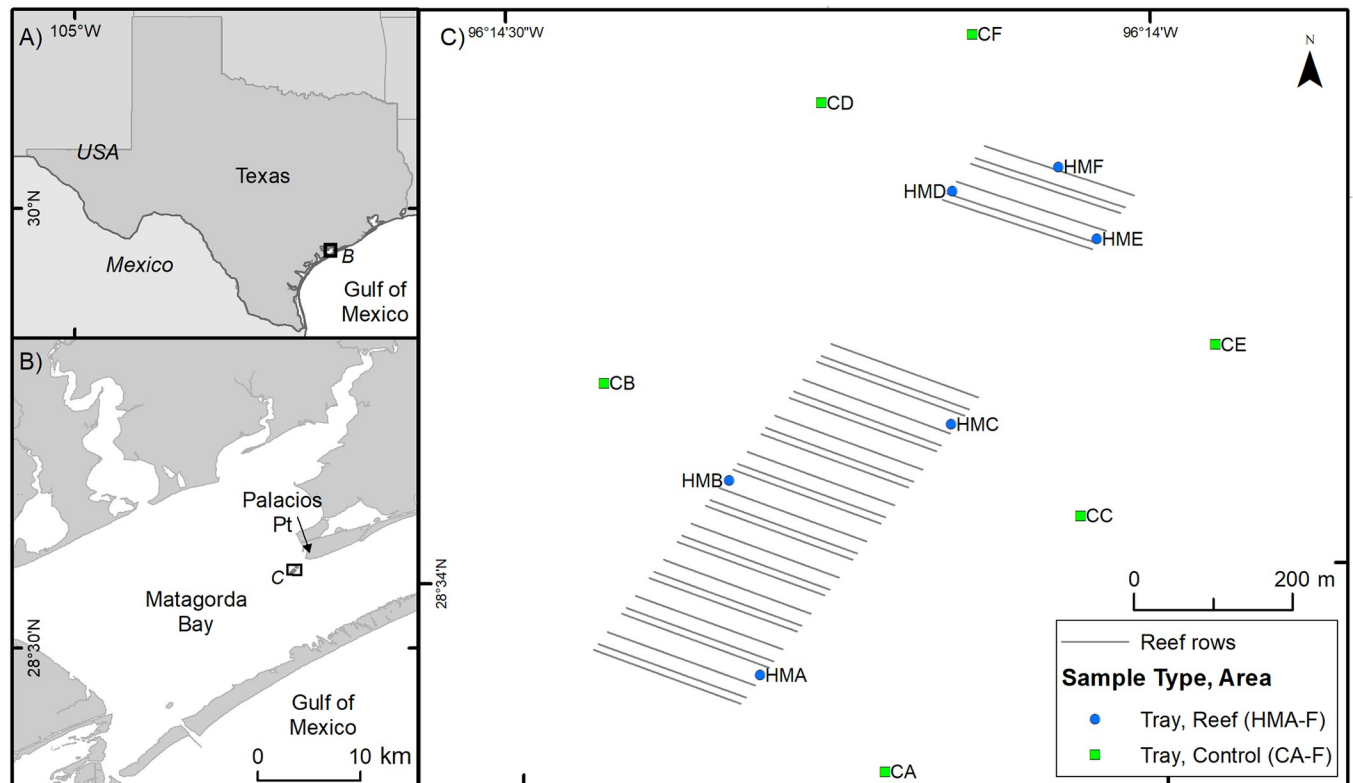 A)
105°W
USA
Texas
30°N
Mexico
B
Gulf of
Mexico
B)
Palacios
Pt
C
Matagorda
Bay
28°30'N
Gulf of
Mexico
0 10 km
C)
96°14'30"W
96°14'W
N
CF
CD
HMF
HMD
HME
CE
CB
HMC
HMB
CC
28°34'N
0 200 m
HMA
CA
Reef rows
Sample Type, Area
Tray, Reef (HMA-F)
Tray, Control (CA-F)